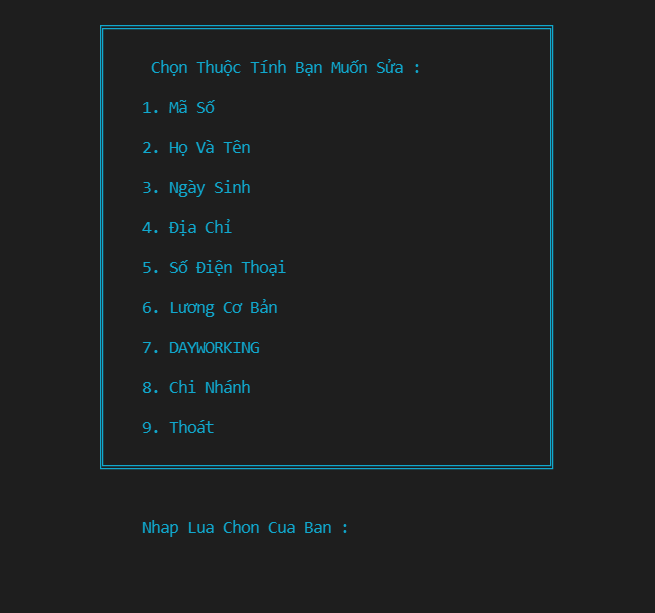 Chọn Thuộc Tính Bạn Muốn Sửa :
1. Mã Số
2. Họ Và Tên
3. Ngày Sinh
4. Địa Chỉ
5. Số Điện Thoại
6. Lương Cơ Bản
7. DAYWORKING
8. Chi Nhánh
9. Thoát
Nhap Lua Chon Cua Ban :